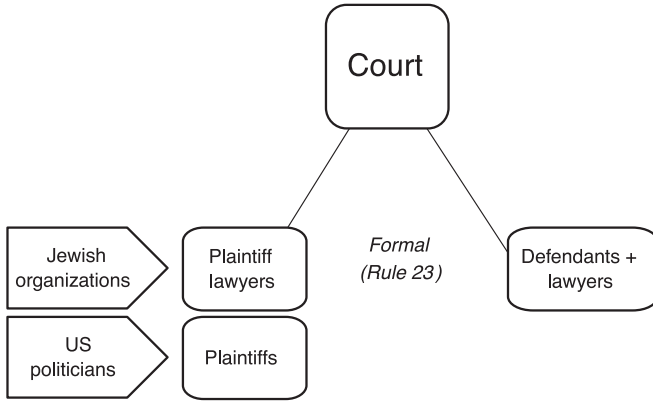 Court
Jewish
organizations
Plaintiff
lawyers
Formal
(Rule 23)
Defendants +
lawyers
US
politicians
Plaintiffs